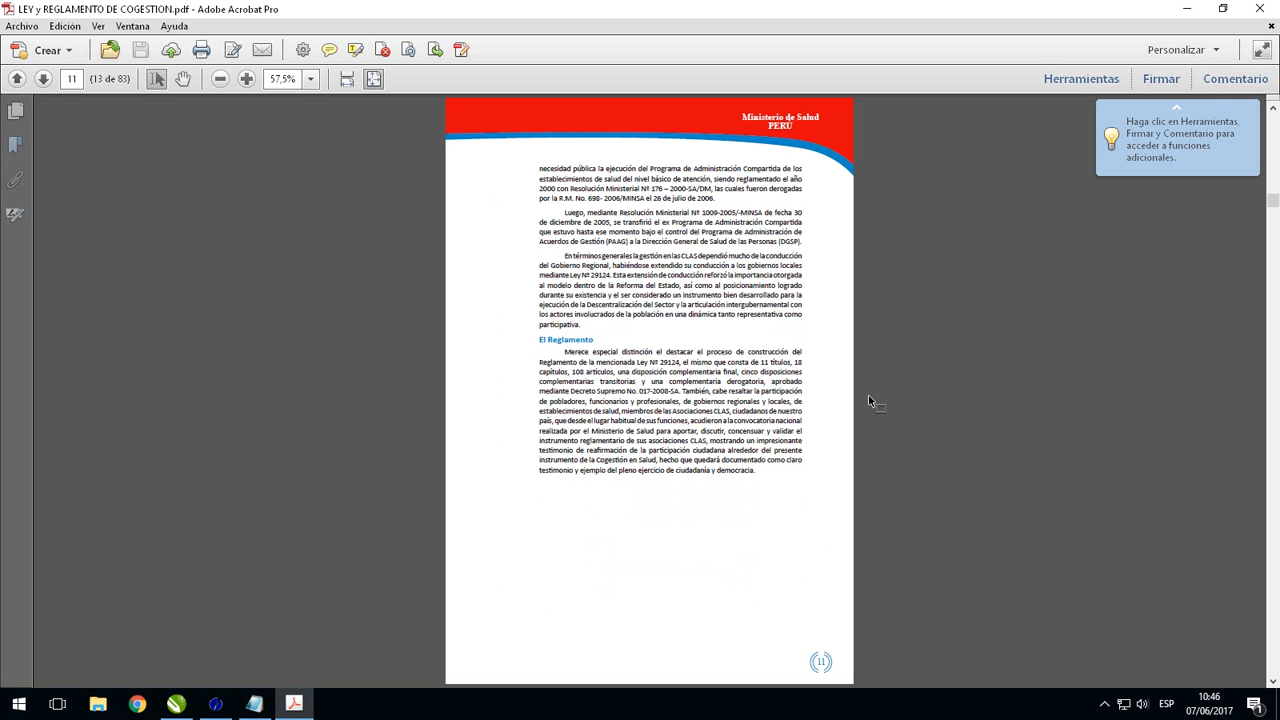 LEY y REGLAMENTO DE COGESTION.pdf - Adobe Acrobat Pro
Archivo Edición Ver Ventana Ayuda
Crear
Personalizar
11 (13 de 83) 57,5%
Herramientas Firmar Comentario
Ministerio de Salud
PERÚ
Haga clic en Herramientas,
Firmar y Comentario para
acceder a funciones
adicionales.
necesidad pública la ejecución del Programa de Administración Compartida de los
establecimientos de salud del nivel básico de atención, siendo reglamentado el año
2000 con Resolución Ministerial Nº 176 – 2000-SA/DM, las cuales fueron derogadas
por la R.M. No. 698- 2006/MINSA el 26 de julio de 2006.
Luego, mediante Resolución Ministerial Nº 1009-2005/-MINSA de fecha 30
de diciembre de 2005, se transfirió el ex Programa de Administración Compartida
que estuvo hasta ese momento bajo el control del Programa de Administración de
Acuerdos de Gestión (PAAG) a la Dirección General de Salud de las Personas (DGSP).
En términos generales la gestión en las CLAS dependió mucho de la conducción
del Gobierno Regional, habiéndose extendido su conducción a los gobiernos locales
mediante Ley Nº 29124. Esta extensión de conducción reforzó la importancia otorgada
al modelo dentro de la Reforma del Estado, así como al posicionamiento logrado
durante su existencia y el ser considerado un instrumento bien desarrollado para la
ejecución de la Descentralización del Sector y la articulación intergubernamental con
los actores involucrados de la población en una dinámica tanto representativa como
participativa.
El Reglamento
Merece especial distinción el destacar el proceso de construcción del
Reglamento de la mencionada Ley Nº 29124, el mismo que consta de 11 títulos, 18
capítulos, 108 artículos, una disposición complementaria final, cinco disposiciones
complementarias transitorias y una complementaria derogatoria, aprobado
mediante Decreto Supremo No. 017-2008-SA. También, cabe resaltar la participación
de pobladores, funcionarios y profesionales, de gobiernos regionales y locales, de
establecimientos de salud, miembros de las Asociaciones CLAS, ciudadanos de nuestro
país, que desde el lugar habitual de sus funciones, acudieron a la convocatoria nacional
realizada por el Ministerio de Salud para aportar, discutir, concensuar y validar el
instrumento reglamentario de sus asociaciones CLAS, mostrando un impresionante
testimonio de reafirmación de la participación ciudadana alrededor del presente
instrumento de la Cogestión en Salud, hecho que quedará documentado como claro
testimonio y ejemplo del pleno ejercicio de ciudadanía y democracia.
11
ESP
10:46
07/06/2017
1